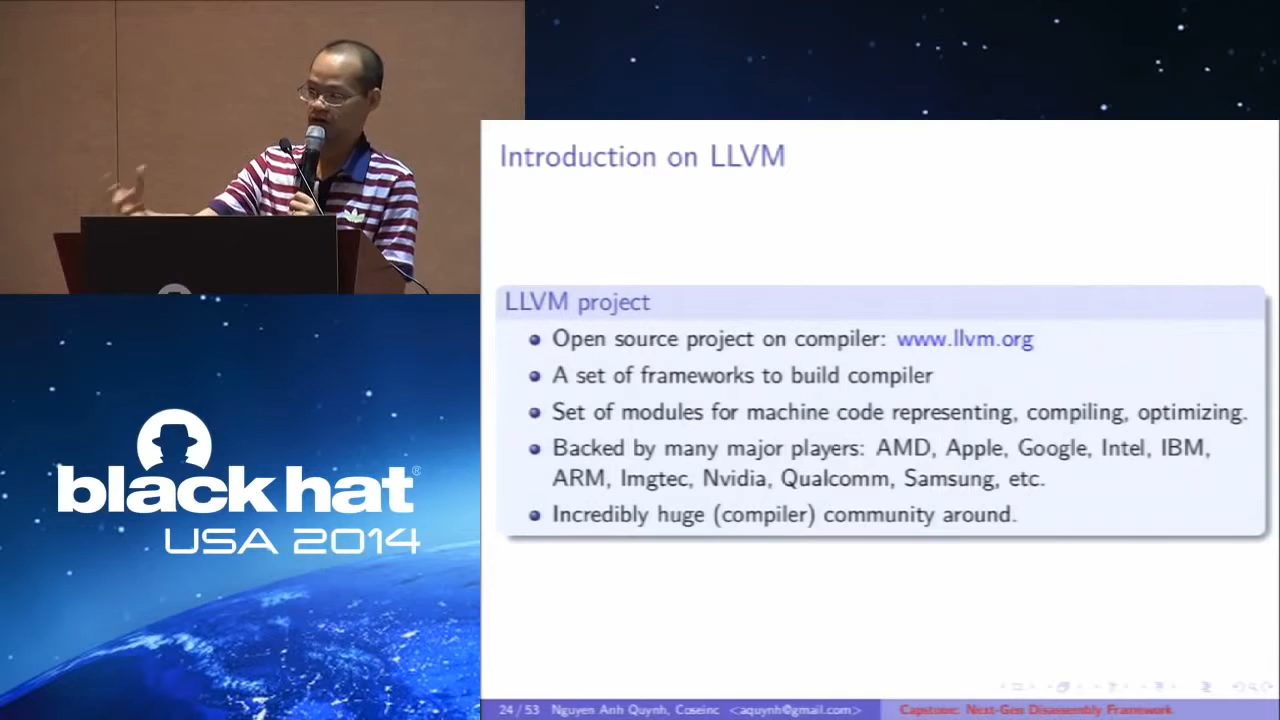 Introduction on LLVM
LLVM project
Open source project on compiler: www.llvm.org
A set of frameworks to build compiler
Set of modules for machine code representing, compiling, optimizing.
Backed by many major players: AMD, Apple, Google, Intel, IBM,
ARM, Imgtec, Nvidia, Qualcomm, Samsung, etc.
Incredibly huge (compiler) community around.
black hat®
USA 2014
24 / 53 Nguyen Anh Quynh, Coseinc <aquynh@gmail.com> Capstone: Next-Gen Disassembly Framework